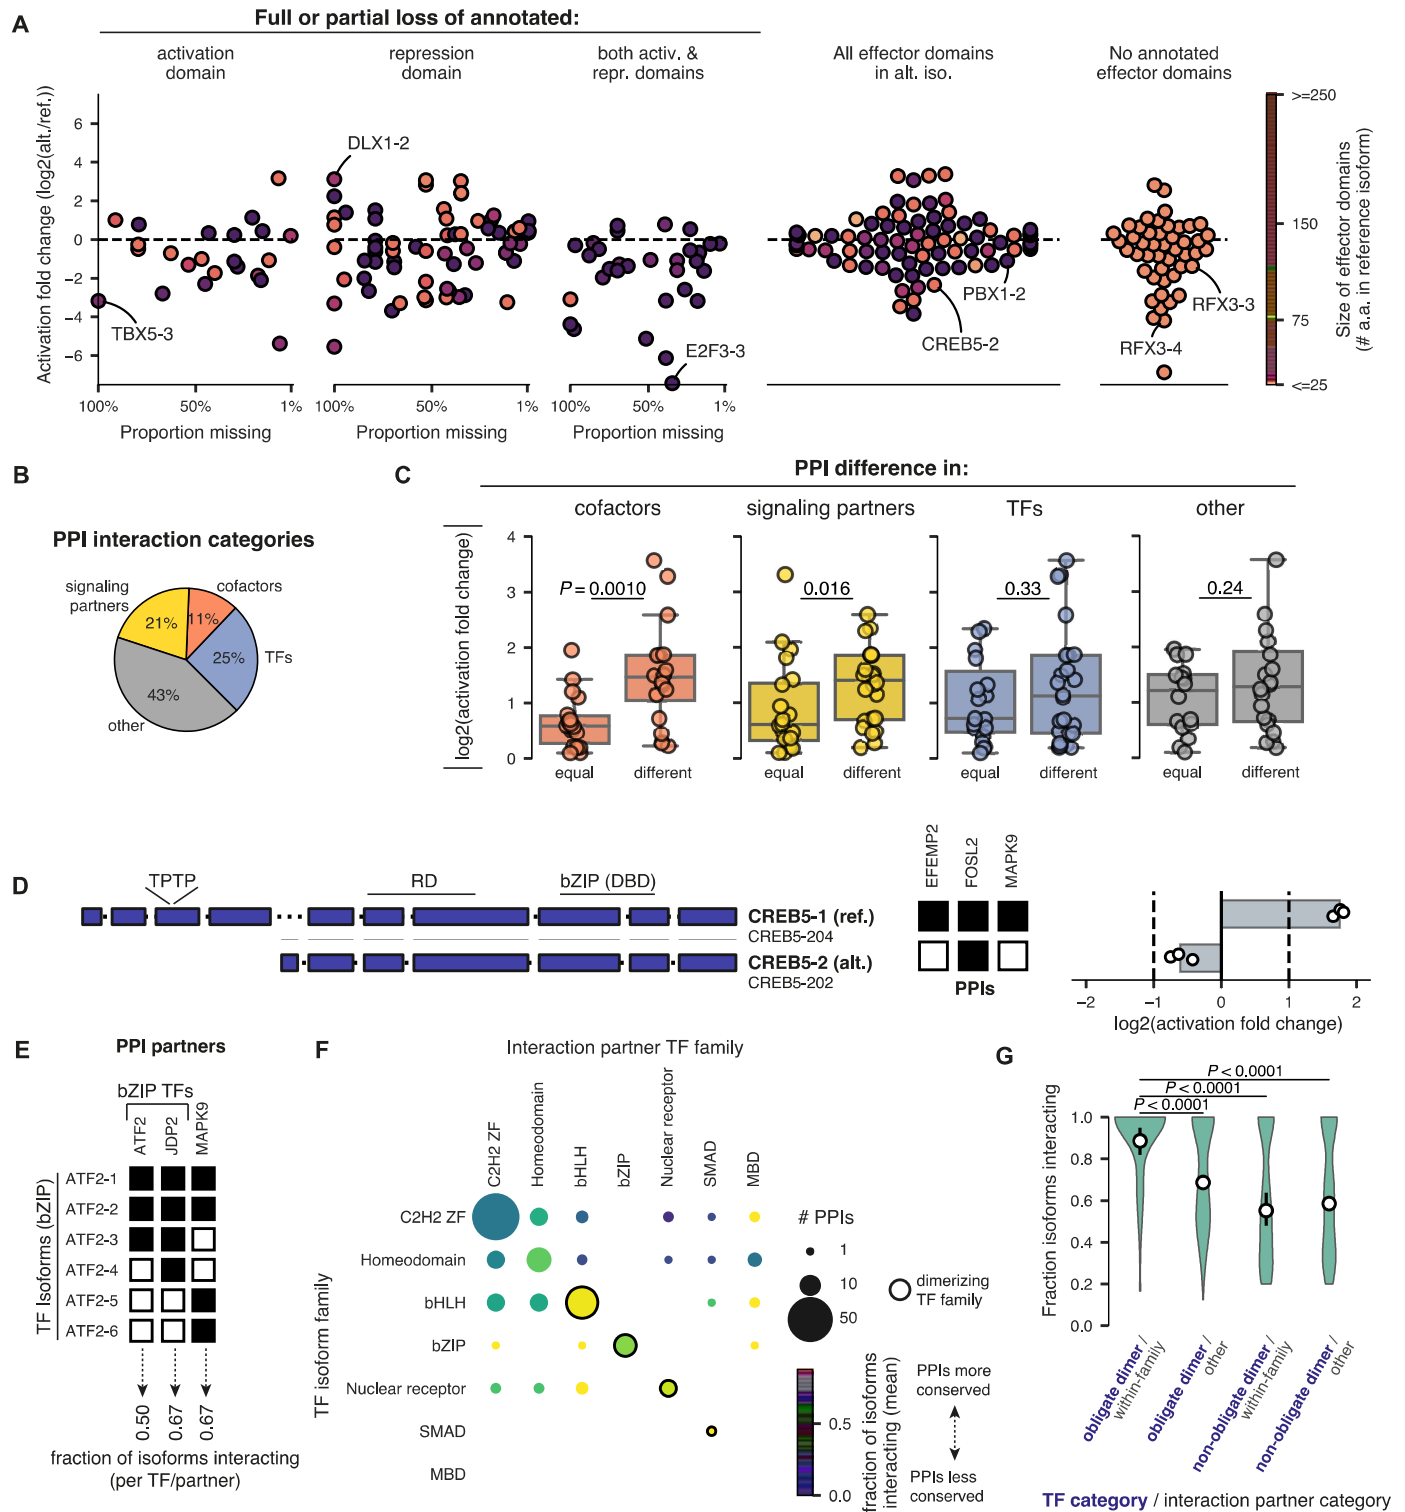 A
Full or partial loss of annotated:
activation
domain
repression
domain
both activ. &
repr. domains
All effector domains
in alt. iso.
No annotated
effector domains
Activation fold change (log2(alt./ref.))
6
4
2
0
−2
−4
−6
DLX1-2
TBX5-3
E2F3-3
CREB5-2
PBX1-2
RFX3-3
RFX3-4
100%
50%
1%
100%
50%
1%
100%
50%
1%
Proportion missing
Proportion missing
Proportion missing
>=250
150
75
<=25
Size of effector domains
(# a.a. in reference isoform)
B
PPI interaction categories
signaling
partners
cofactors
21%
11%
25%
TFs
43%
other
C
PPI difference in:
cofactors
signaling partners
TFs
other
log2(activation fold change)
4
3
2
1
0
P = 0.0010
0.016
0.33
0.24
equal
different
equal
different
equal
different
equal
different
D
TPTP
RD
bZIP (DBD)
CREB5-1 (ref.)
CREB5-204
CREB5-2 (alt.)
CREB5-202
EFEMP2
FOSL2
MAPK9
PPIs
−2
−1
0
1
2
log2(activation fold change)
E
PPI partners
bZIP TFs
ATF2
JDP2
MAPK9
TF Isoforms (bZIP)
ATF2-1
ATF2-2
ATF2-3
ATF2-4
ATF2-5
ATF2-6
0.50
0.67
0.67
fraction of isoforms interacting
(per TF/partner)
F
Interaction partner TF family
C2H2 ZF
Homeodomain
bHLH
bZIP
Nuclear receptor
SMAD
MBD
TF isoform family
C2H2 ZF
Homeodomain
bHLH
bZIP
Nuclear receptor
SMAD
MBD
# PPIs
1
10
50
dimerizing
TF family
0.5
0.0
fraction of isoforms
interacting (mean)
PPIs more
conserved
PPIs less
conserved
G
P < 0.0001
P < 0.0001
P < 0.0001
Fraction isoforms interacting
1.0
0.8
0.6
0.4
0.2
0.0
obligate dimer /
within-family
obligate dimer /
other
non-obligate dimer /
within-family
non-obligate dimer /
other
TF category / interaction partner category